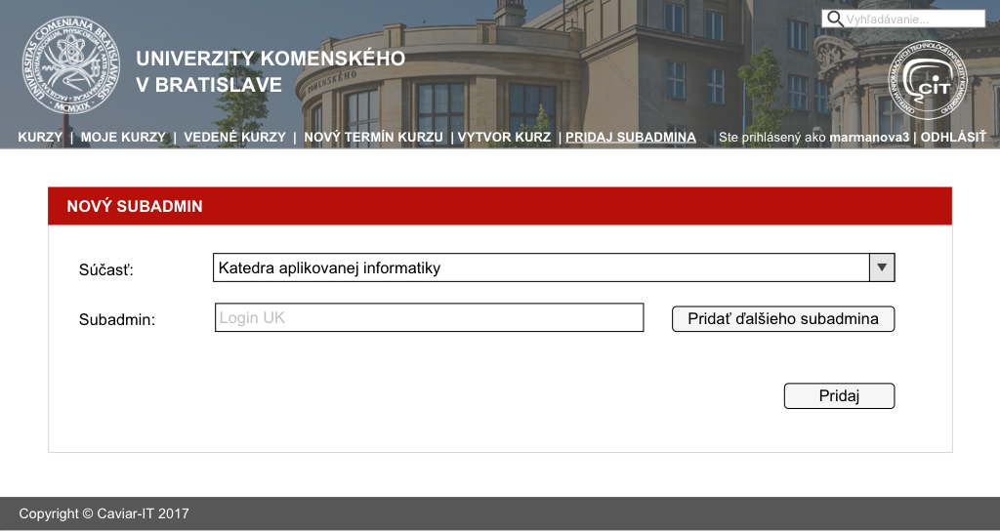 Vyhľadávanie...
UNIVERZITY KOMENSKÉHO
V BRATISLAVE
CIT
MCMXIX
KURZY | MOJE KURZY | VEDENÉ KURZY | NOVÝ TERMÍN KURZU | VYTVOR KURZ | PRIDAJ SUBADMINA | Ste prihlásený ako marmanova3 | ODHLÁSIŤ
NOVÝ SUBADMIN
Súčasť: Katedra aplikovanej informatiky
Subadmin: Login UK Pridať ďalšieho subadmina
Pridaj
Copyright © Caviar-IT 2017